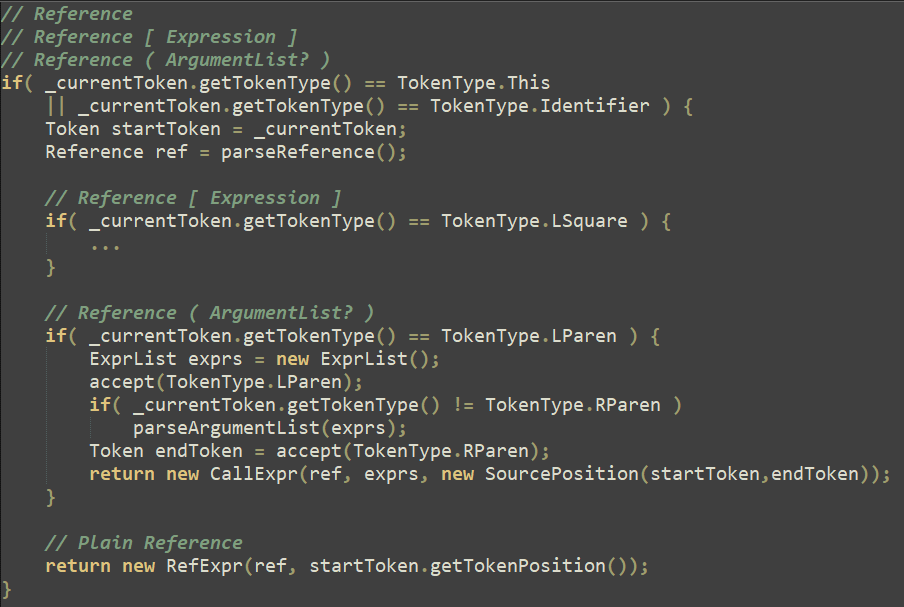 // Reference
// Reference [ Expression ]
// Reference ( ArgumentList? )
if( _currentToken.getTokenType() == TokenType.This
    || _currentToken.getTokenType() == TokenType.Identifier ) {
    Token startToken = _currentToken;
    Reference ref = parseReference();

    // Reference [ Expression ]
    if( _currentToken.getTokenType() == TokenType.LSquare ) {
        ...
    }

    // Reference ( ArgumentList? )
    if( _currentToken.getTokenType() == TokenType.LParen ) {
        ExprList exprs = new ExprList();
        accept(TokenType.LParen);
        if( _currentToken.getTokenType() != TokenType.RParen )
            parseArgumentList(exprs);
        Token endToken = accept(TokenType.RParen);
        return new CallExpr(ref, exprs, new SourcePosition(startToken,endToken));
    }

    // Plain Reference
    return new RefExpr(ref, startToken.getTokenPosition());
}